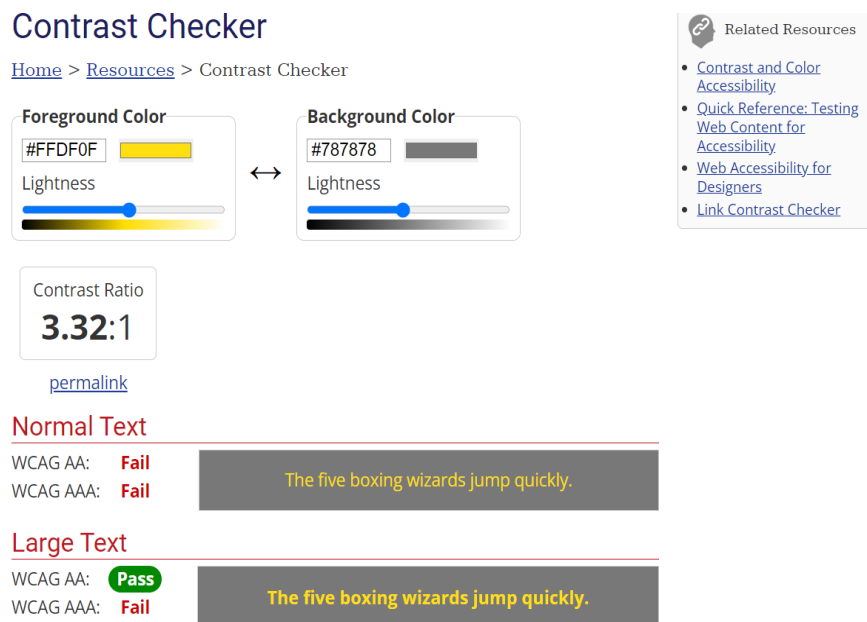 Contrast Checker
Home > Resources > Contrast Checker
Foreground Color
#FFDF0F
Lightness
Background Color
#787878
Lightness
Contrast Ratio
3.32:1
permalink
Normal Text
WCAG AA: Fail
WCAG AAA: Fail
The five boxing wizards jump quickly.
Large Text
WCAG AA: Pass
WCAG AAA: Fail
The five boxing wizards jump quickly.
Related Resources
Contrast and Color
Accessibility
Quick Reference: Testing
Web Content for
Accessibility
Web Accessibility for
Designers
Link Contrast Checker